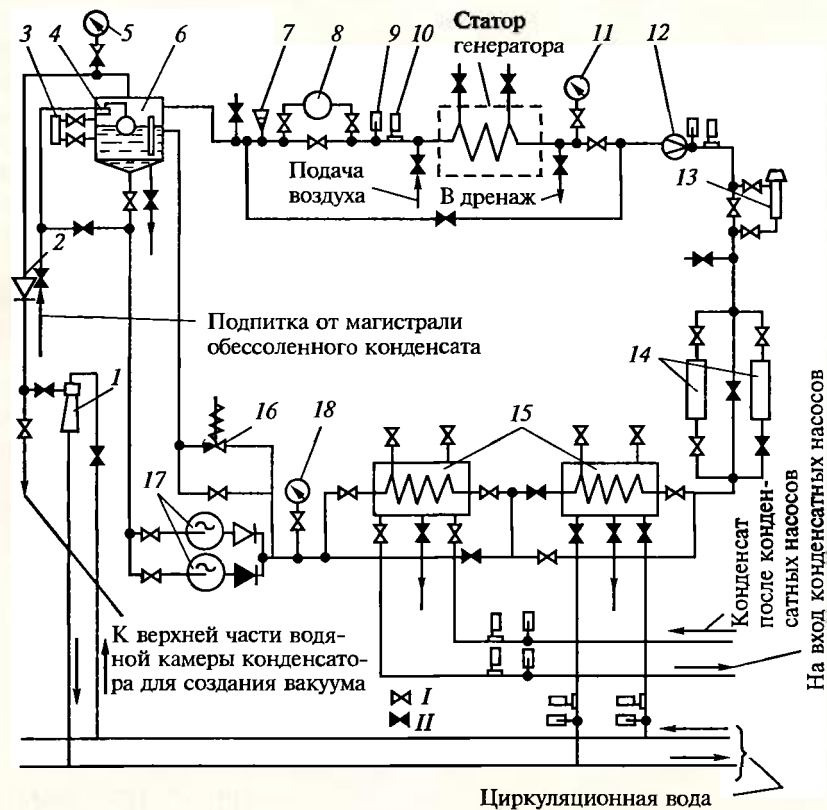 Статор
генератора
5
6
7
8
9
10
11
12
3
4
Подача
воздуха
В дренаж
13
2
Подпитка от магистрали
обессоленного конденсата
14
1
16
18
15
17
К верхней части водя-
ной камеры конденсато-
ра для создания вакуума
Конденсат
после конден-
сатных насосов
На вход конденсатных насосов
I
II
Циркуляционная вода